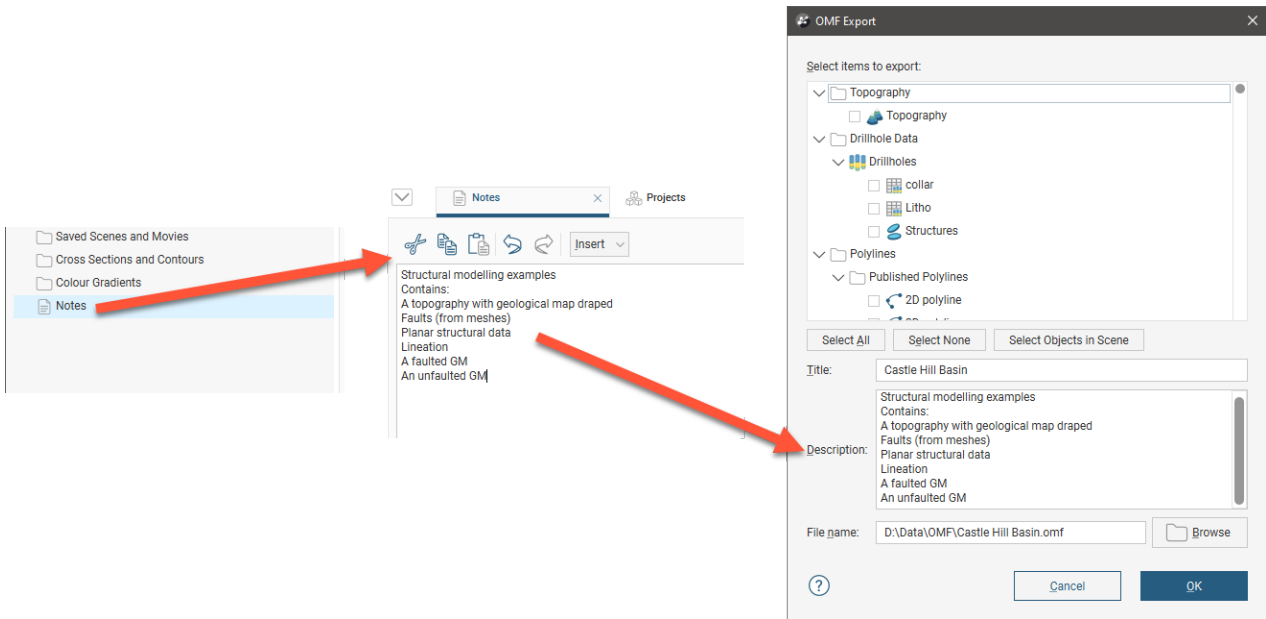 Saved Scenes and Movies
Cross Sections and Contours
Colour Gradients
Notes
Notes
Projects
Insert
Structural modelling examples
Contains:
A topography with geological map draped
Faults (from meshes)
Planar structural data
Lineation
A faulted GM
An unfaulted GM
OMF Export
Select items to export:
Topography
Topography
Drillhole Data
Drillholes
collar
Litho
Structures
Polylines
Published Polylines
2D polyline
Select All Select None Select Objects in Scene
Title: Castle Hill Basin
Description:
Structural modelling examples
Contains:
A topography with geological map draped
Faults (from meshes)
Planar structural data
Lineation
A faulted GM
An unfaulted GM
File name: D:\Data\OMF\Castle Hill Basin.omf Browse
? Cancel OK